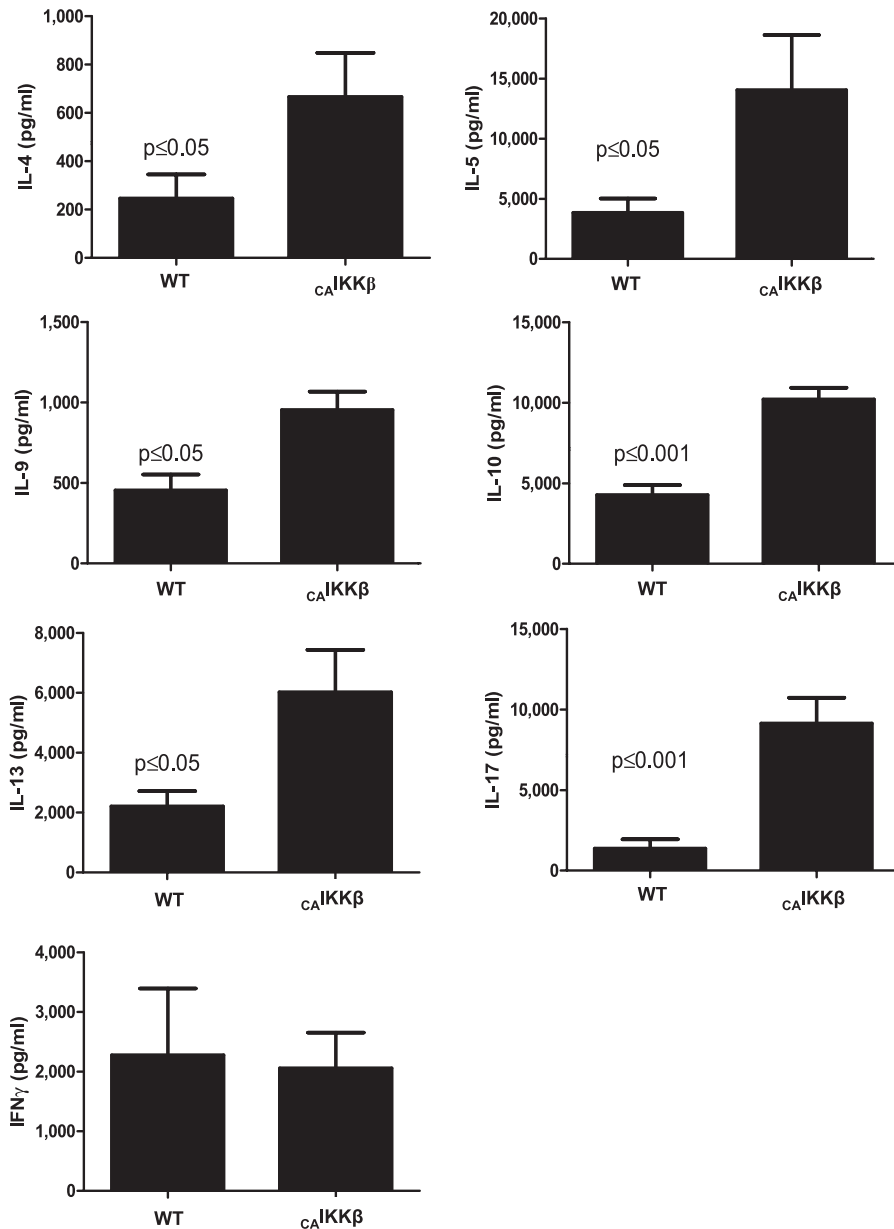 1,000
800
600
400
200
0
IL-4 (pg/ml)
p≤0.05
WT
CAIKKβ
20,000
15,000
10,000
5,000
0
IL-5 (pg/ml)
p≤0.05
WT
CAIKKβ
1,500
1,000
500
0
IL-9 (pg/ml)
p≤0.05
WT
CAIKKβ
15,000
10,000
5,000
0
IL-10 (pg/ml)
p≤0.001
WT
CAIKKβ
8,000
6,000
4,000
2,000
0
IL-13 (pg/ml)
p≤0.05
WT
CAIKKβ
15,000
10,000
5,000
0
IL-17 (pg/ml)
p≤0.001
WT
CAIKKβ
4,000
3,000
2,000
1,000
0
IFNγ (pg/ml)
WT
CAIKKβ